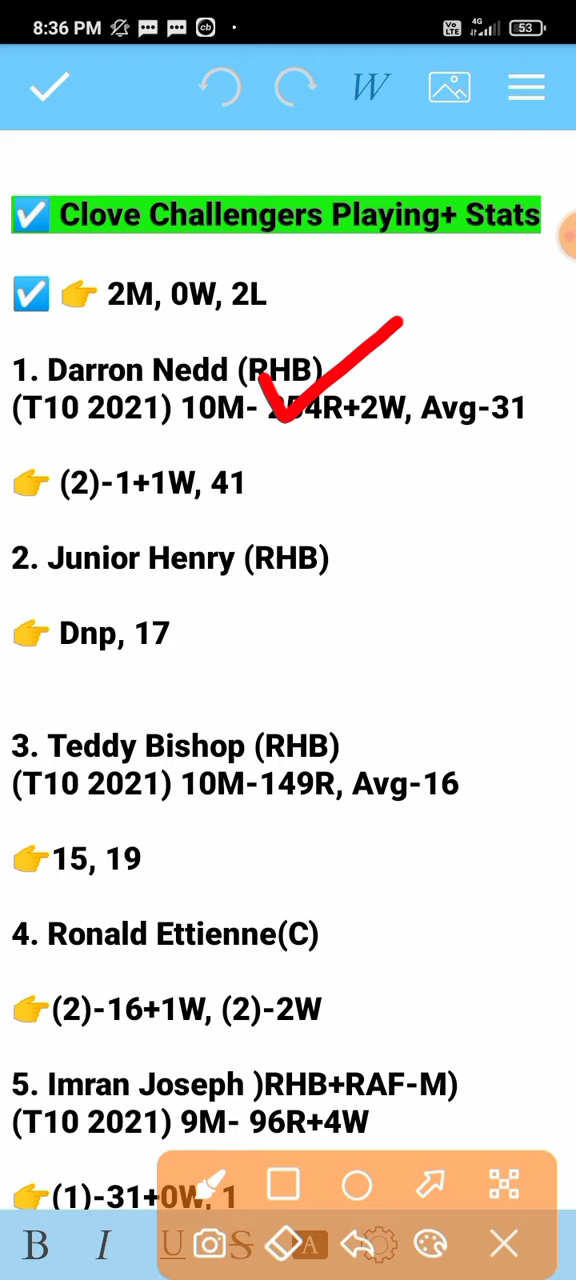 8:36 PM
4G
53
W
☑ Clove Challengers Playing+ Stats
☑ 👉 2M, 0W, 2L
1. Darron Nedd (RHB)
(T10 2021) 10M- 254R+2W, Avg-31
👉 (2)-1+1W, 41
2. Junior Henry (RHB)
👉 Dnp, 17
3. Teddy Bishop (RHB)
(T10 2021) 10M-149R, Avg-16
👉15, 19
4. Ronald Ettienne(C)
👉(2)-16+1W, (2)-2W
5. Imran Joseph )RHB+RAF-M)
(T10 2021) 9M- 96R+4W
👉(1)-31+0W, 1
B I U S A